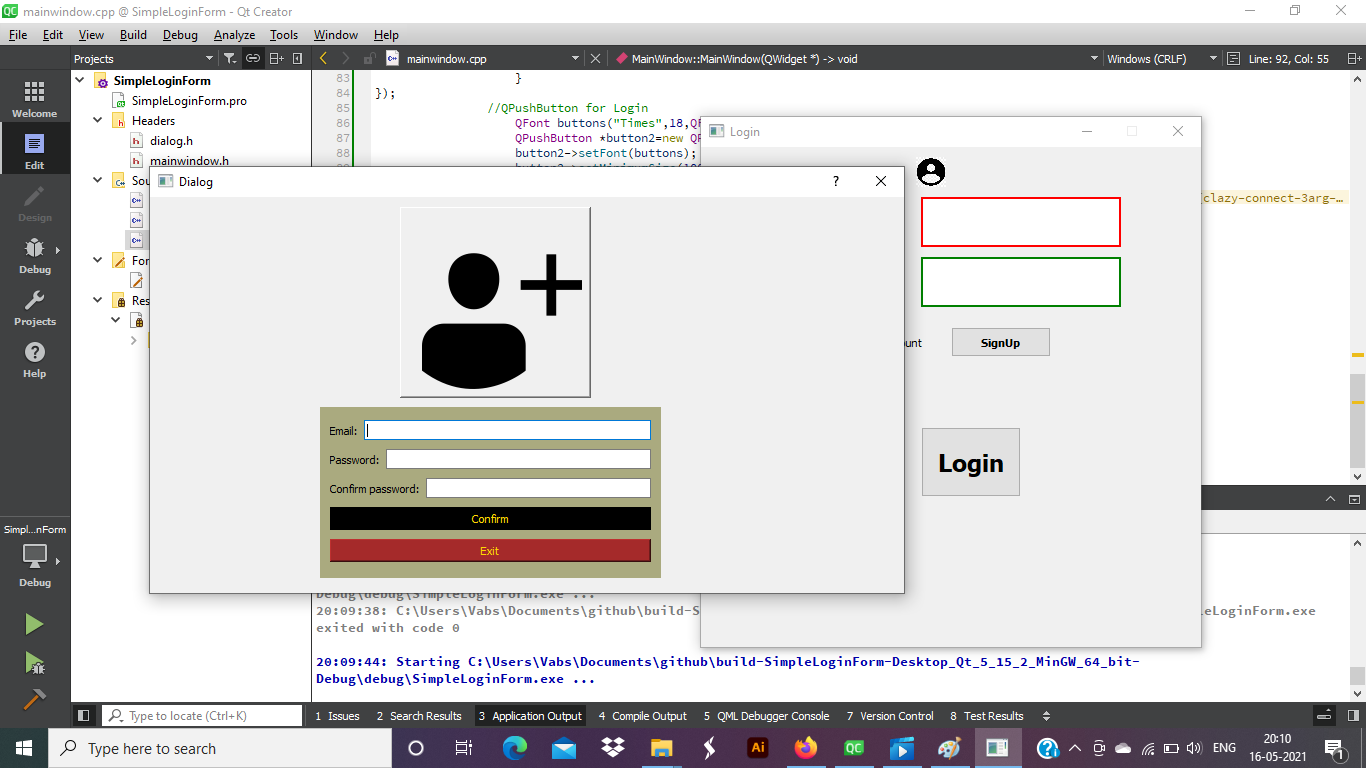 mainwindow.cpp @ SimpleLoginForm - Qt Creator
File Edit View Build Debug Analyze Tools Window Help
Projects mainwindow.cpp MainWindow::MainWindow(QWidget *) -> void Windows (CRLF) Line: 92, Col: 55
Welcome
Edit
Design
Debug
Projects
Help
Simpl...nForm
Debug
SimpleLoginForm
SimpleLoginForm.pro
Headers
dialog.h
mainwindow.h
Sou
For
Res
83 }
84 });
85 //QPushButton for Login
86 QFont buttons("Times",18,QF
87 QPushButton *button2=new QP
88 button2->setFont(buttons);
clazy-connect-3arg-…
Login
ount SignUp
Login
Dialog ?
Email:
Password:
Confirm password:
Confirm
Exit
Debug\debug\SimpleLoginForm.exe ...
20:09:38: C:\Users\Vabs\Documents\github\build-S
leLoginForm.exe
exited with code 0
20:09:44: Starting C:\Users\Vabs\Documents\github\build-SimpleLoginForm-Desktop_Qt_5_15_2_MinGW_64_bit-
Debug\debug\SimpleLoginForm.exe ...
Type to locate (Ctrl+K) 1 Issues 2 Search Results 3 Application Output 4 Compile Output 5 QML Debugger Console 7 Version Control 8 Test Results
Type here to search
Ai
QC
ENG
20:10
16-05-2021
1